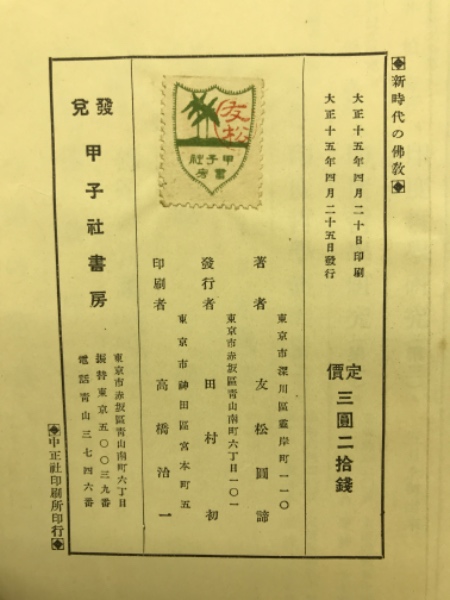 新時代の佛敎
大正十五年四月二十日印刷
大正十五年四月二十五日發行
定價 三圓二拾錢
東京市深川區靈岸町一一〇
著者 友松圓諦
東京市赤坂區靑山南町六丁目一〇一
發行者 田村初
東京市神田區宮本町五
印刷者 高橋治一
友松
甲子社
書房
發兌 甲子社書房
東京市赤坂區靑山南町六丁目
振替東京五〇〇三九番
電話靑山三七四六番
中正社印刷所印行